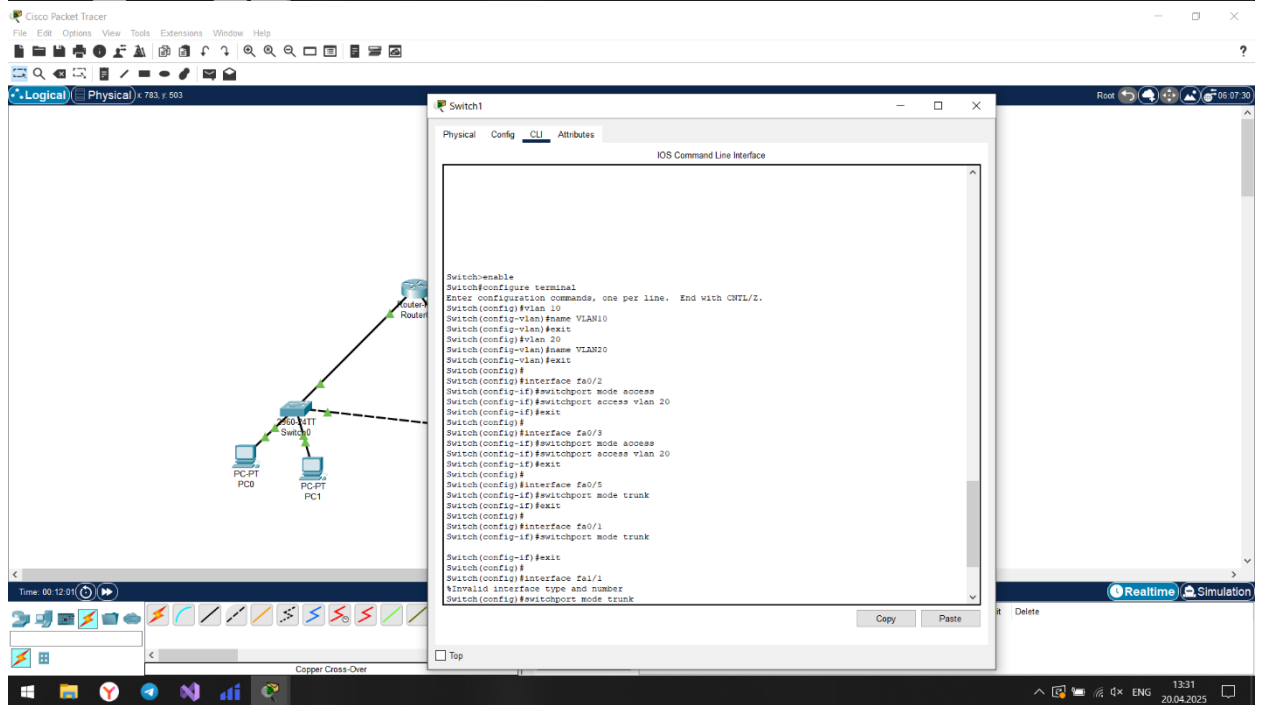 Cisco Packet Tracer
File Edit Options View Tools Extensions Window Help
?
Logical Physical x: 783, y: 503
Root 06:07:30
Switch1
Physical Config CLI Attributes
IOS Command Line Interface
Switch>enable
Switch#configure terminal
Enter configuration commands, one per line. End with CNTL/Z.
Switch(config)#vlan 10
Switch(config-vlan)#name VLAN10
Switch(config-vlan)#exit
Switch(config)#vlan 20
Switch(config-vlan)#name VLAN20
Switch(config-vlan)#exit
Switch(config)#
Switch(config)#interface fa0/2
Switch(config-if)#switchport mode access
Switch(config-if)#switchport access vlan 20
Switch(config-if)#exit
Switch(config)#
Switch(config)#interface fa0/3
Switch(config-if)#switchport mode access
Switch(config-if)#switchport access vlan 20
Switch(config-if)#exit
Switch(config)#
Switch(config)#interface fa0/5
Switch(config-if)#switchport mode trunk
Switch(config-if)#exit
Switch(config)#
Switch(config)#interface fa0/1
Switch(config-if)#switchport mode trunk
Switch(config-if)#exit
Switch(config)#
Switch(config)#interface fa1/1
%Invalid interface type and number
Switch(config)#switchport mode trunk
Copy Paste
Top
Router-
Router
2960-24TT
Switch0
PC-PT
PC0
PC-PT
PC1
Time: 00:12:01
Realtime Simulation
it Delete
Copper Cross-Over
ENG
13:31
20.04.2025